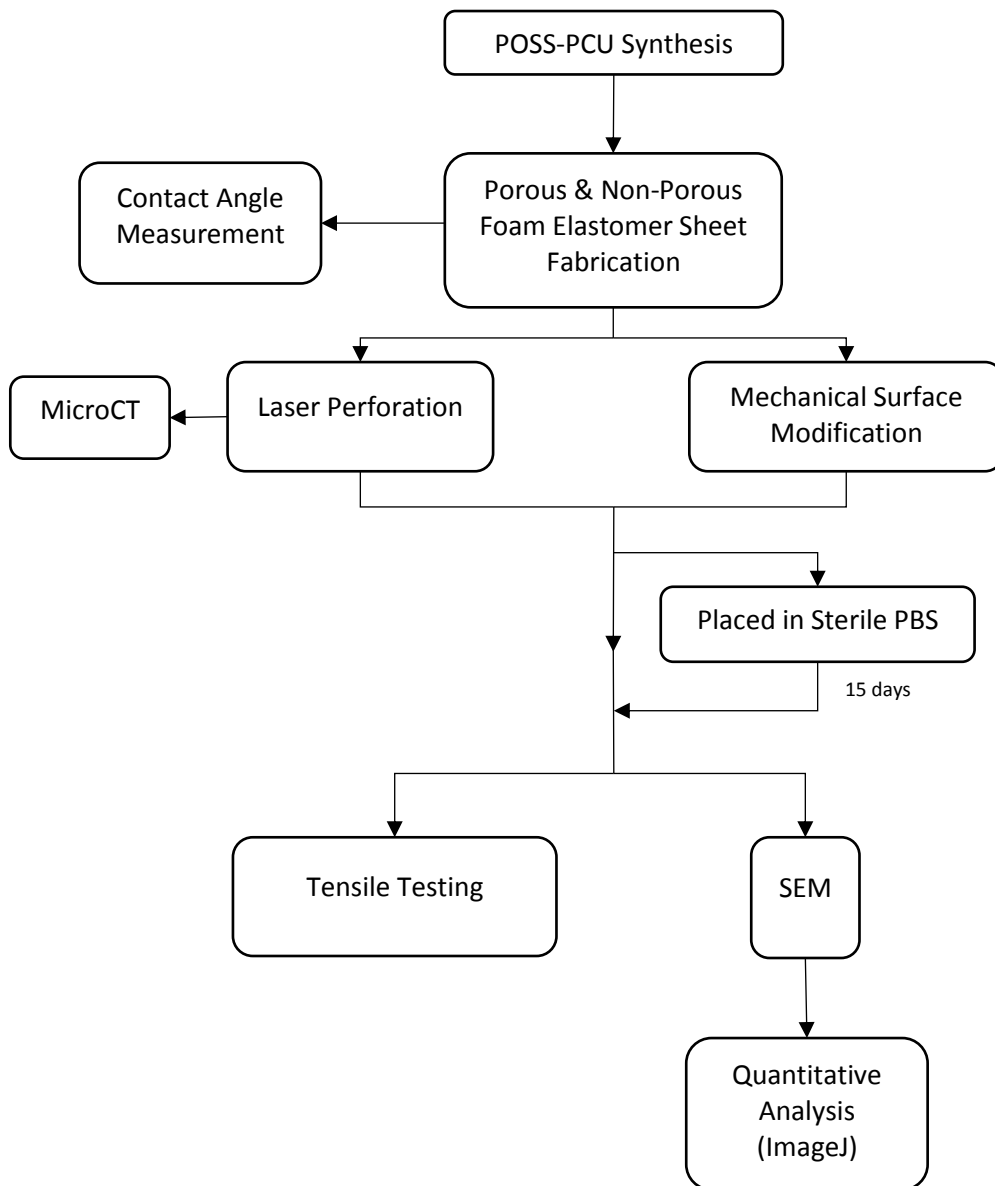 POSS-PCU Synthesis
Contact Angle
Measurement
Porous & Non-Porous
Foam Elastomer Sheet
Fabrication
MicroCT
Laser Perforation
Mechanical Surface
Modification
Placed in Sterile PBS
15 days
Tensile Testing
SEM
Quantitative
Analysis
(ImageJ)